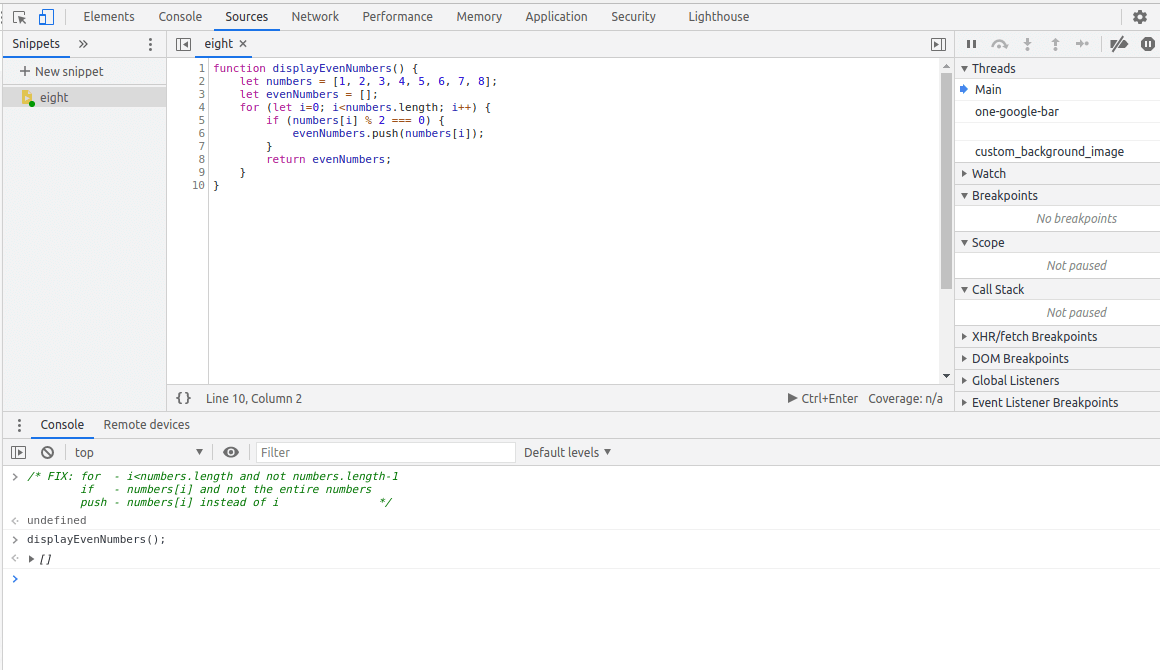 Elements Console Sources Network Performance Memory Application Security Lighthouse
Snippets »
eight ×
+ New snippet
eight
1 function displayEvenNumbers() {
2     let numbers = [1, 2, 3, 4, 5, 6, 7, 8];
3     let evenNumbers = [];
4     for (let i=0; i<numbers.length; i++) {
5         if (numbers[i] % 2 === 0) {
6             evenNumbers.push(numbers[i]);
7         }
8         return evenNumbers;
9     }
10 }
{} Line 10, Column 2
Ctrl+Enter Coverage: n/a
Threads
Main
one-google-bar
custom_background_image
Watch
Breakpoints
No breakpoints
Scope
Not paused
Call Stack
Not paused
XHR/fetch Breakpoints
DOM Breakpoints
Global Listeners
Event Listener Breakpoints
Console Remote devices
top Filter Default levels
/* FIX: for  - i<numbers.length and not numbers.length-1
        if   - numbers[i] and not the entire numbers
        push - numbers[i] instead of i               */
undefined
displayEvenNumbers();
[]